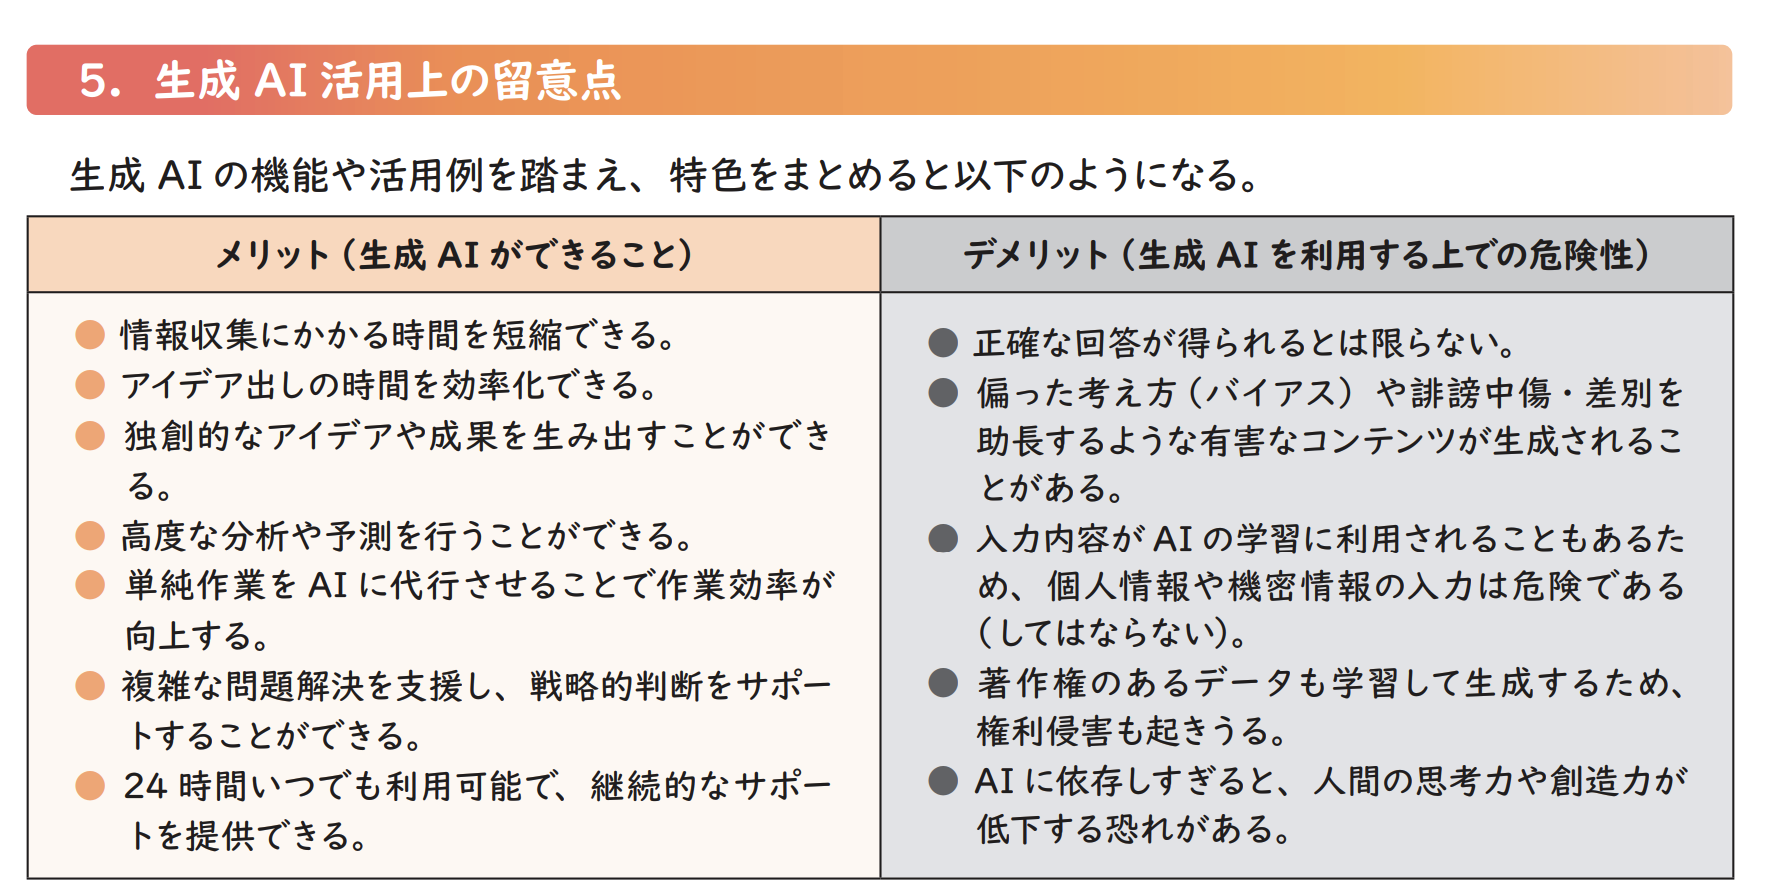 5. 生成 AI 活用上の留意点
生成 AI の機能や活用例を踏まえ、特色をまとめると以下のようになる。
メリット（生成 AI ができること）
● 情報収集にかかる時間を短縮できる。
● アイデア出しの時間を効率化できる。
● 独創的なアイデアや成果を生み出すことができ
る。
● 高度な分析や予測を行うことができる。
● 単純作業を AI に代行させることで作業効率が
向上する。
● 複雑な問題解決を支援し、戦略的判断をサポー
トすることができる。
● 24 時間いつでも利用可能で、継続的なサポー
トを提供できる。
デメリット（生成 AI を利用する上での危険性）
● 正確な回答が得られるとは限らない。
● 偏った考え方（バイアス）や誹謗中傷・差別を
助長するような有害なコンテンツが生成されるこ
とがある。
● 入力内容が AI の学習に利用されることもあるた
め、個人情報や機密情報の入力は危険である
（してはならない）。
● 著作権のあるデータも学習して生成するため、
権利侵害も起きうる。
● AI に依存しすぎると、人間の思考力や創造力が
低下する恐れがある。